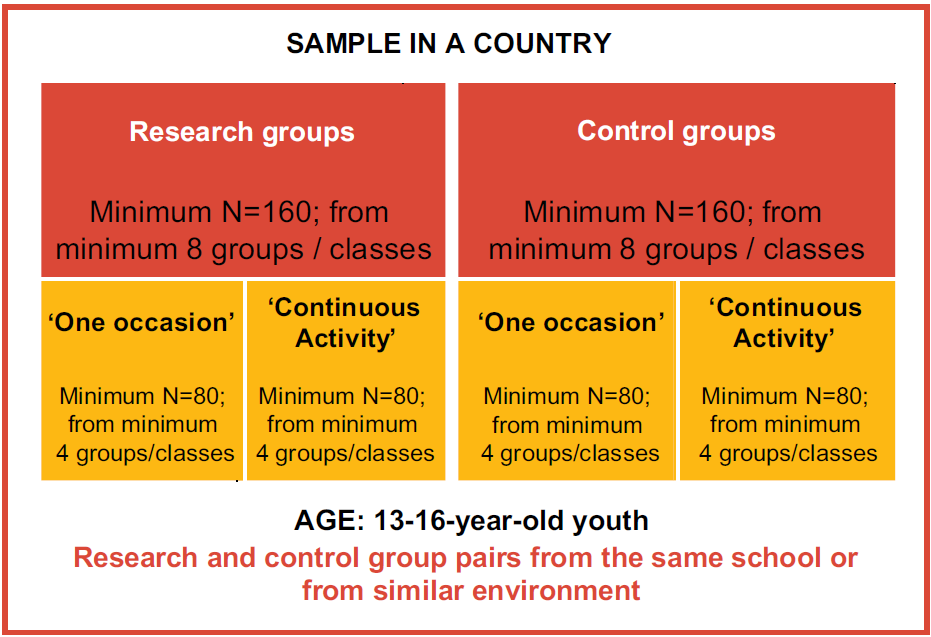 SAMPLE IN A COUNTRY
Research groups
Minimum N=160; from
minimum 8 groups / classes
Control groups
Minimum N=160; from
minimum 8 groups / classes
‘One occasion’
Minimum N=80;
from minimum
4 groups/classes
‘Continuous
Activity’
Minimum N=80;
from minimum
4 groups/classes
‘One occasion’
Minimum N=80;
from minimum
4 groups/classes
‘Continuous
Activity’
Minimum N=80;
from minimum
4 groups/classes
AGE: 13-16-year-old youth
Research and control group pairs from the same school or
from similar environment